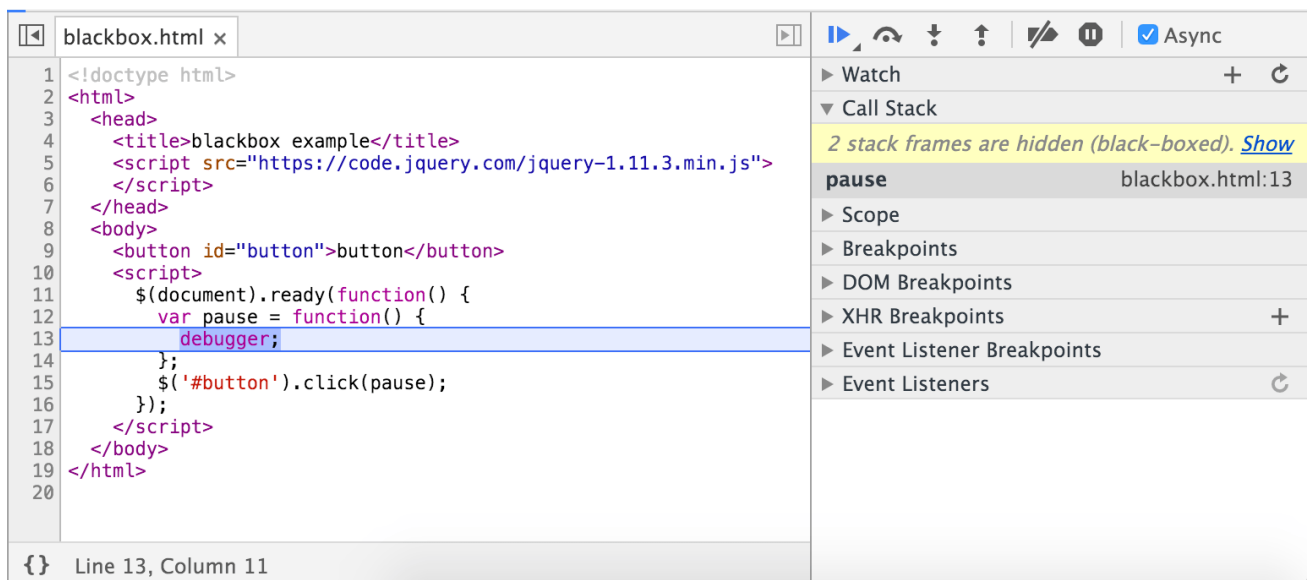 blackbox.html ×
Async
1 <!doctype html>
2 <html>
3 <head>
4 <title>blackbox example</title>
5 <script src="https://code.jquery.com/jquery-1.11.3.min.js">
6 </script>
7 </head>
8 <body>
9 <button id="button">button</button>
10 <script>
11 $(document).ready(function() {
12 var pause = function() {
13 debugger;
14 };
15 $('#button').click(pause);
16 });
17 </script>
18 </body>
19 </html>
20
{} Line 13, Column 11
Watch
Call Stack
2 stack frames are hidden (black-boxed). Show
pause blackbox.html:13
Scope
Breakpoints
DOM Breakpoints
XHR Breakpoints
Event Listener Breakpoints
Event Listeners